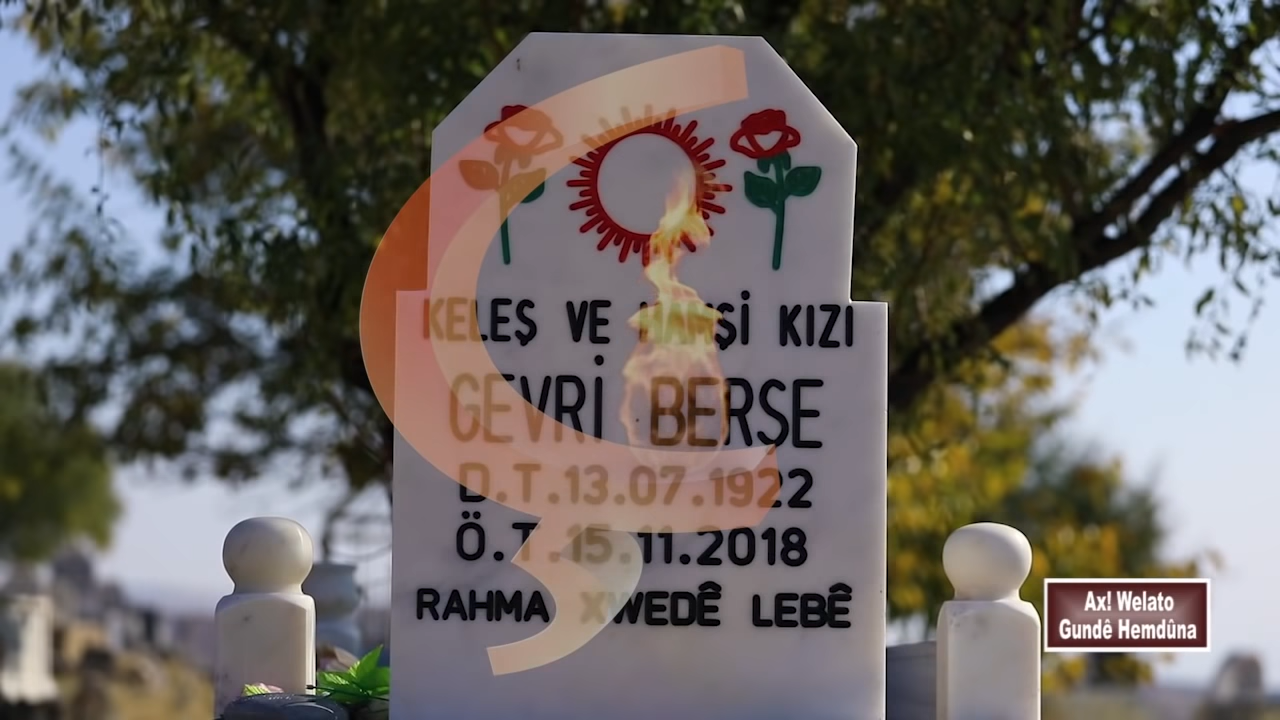 KELEŞ VE KIZI
GEVRİ BERSE
D.T.13.07.1922
Ö.T.15.11.2018
RAHMA XWEDÊ LEBÊ
Ax! Welato
Gundê Hemdûna